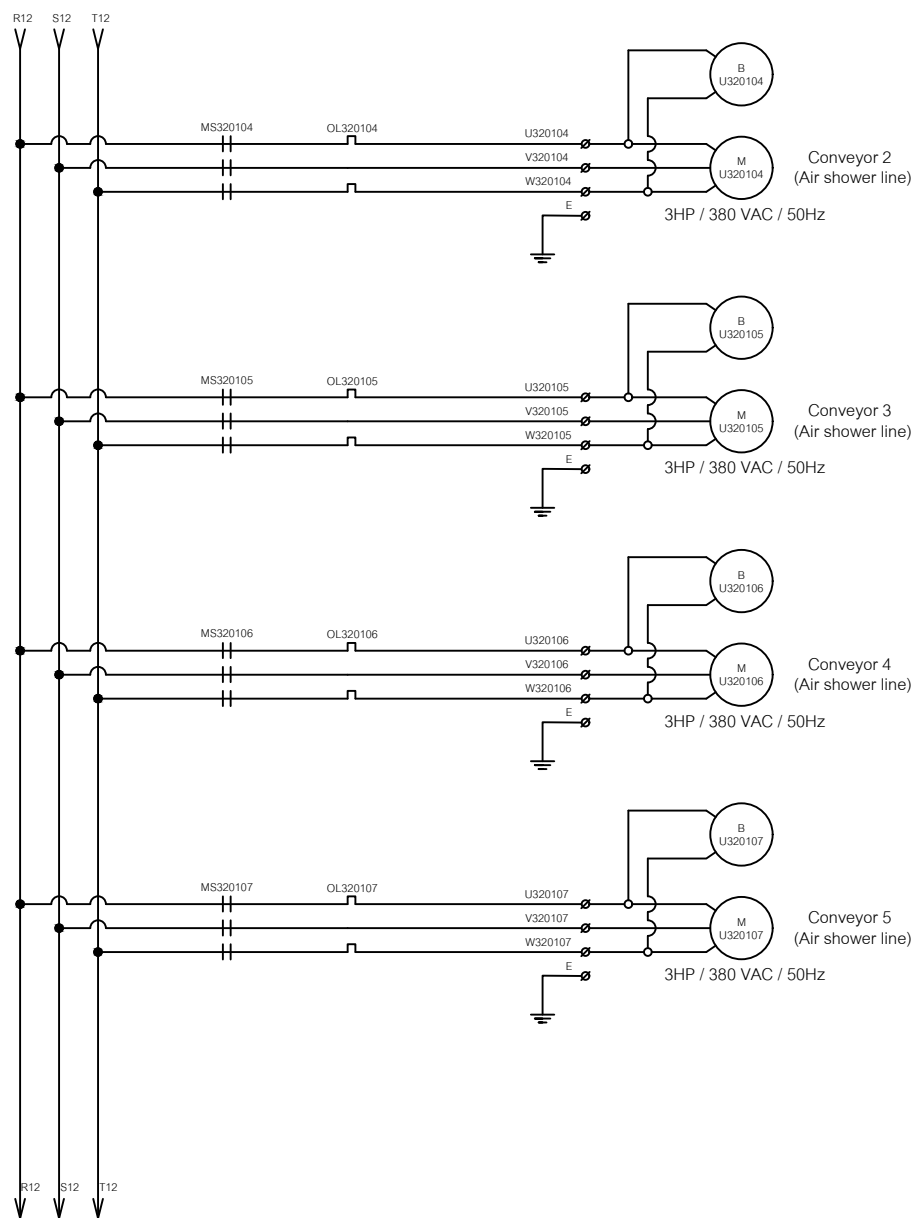 R12 S12 T12
B
U320104
MS320104 OL320104 U320104
V320104
W320104
E
M
U320104
Conveyor 2
(Air shower line)
3HP / 380 VAC / 50Hz
B
U320105
MS320105 OL320105 U320105
V320105
W320105
E
M
U320105
Conveyor 3
(Air shower line)
3HP / 380 VAC / 50Hz
B
U320106
MS320106 OL320106 U320106
V320106
W320106
E
M
U320106
Conveyor 4
(Air shower line)
3HP / 380 VAC / 50Hz
B
U320107
MS320107 OL320107 U320107
V320107
W320107
E
M
U320107
Conveyor 5
(Air shower line)
3HP / 380 VAC / 50Hz
R12 S12 T12